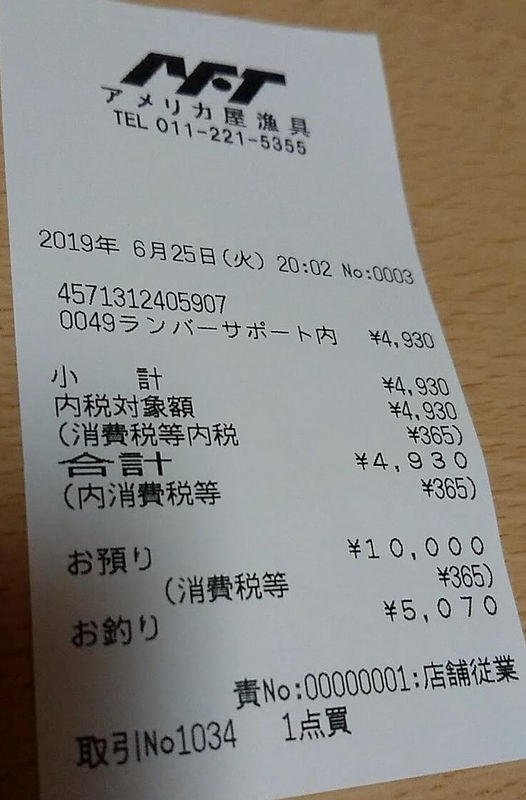 AFT
アメリカ屋漁具
TEL 011-221-5355
2019年 6月25日(火) 20:02 No:0003
4571312405907
0049ランバーサポート内 ¥4,930
小 計 ¥4,930
内税対象額 ¥4,930
(消費税等内税 ¥365)
合計 ¥4,930
(内消費税等 ¥365)
お預り ¥10,000
(消費税等 ¥365)
お釣り ¥5,070
責No:00000001:店舗従業
取引No1034 1点買